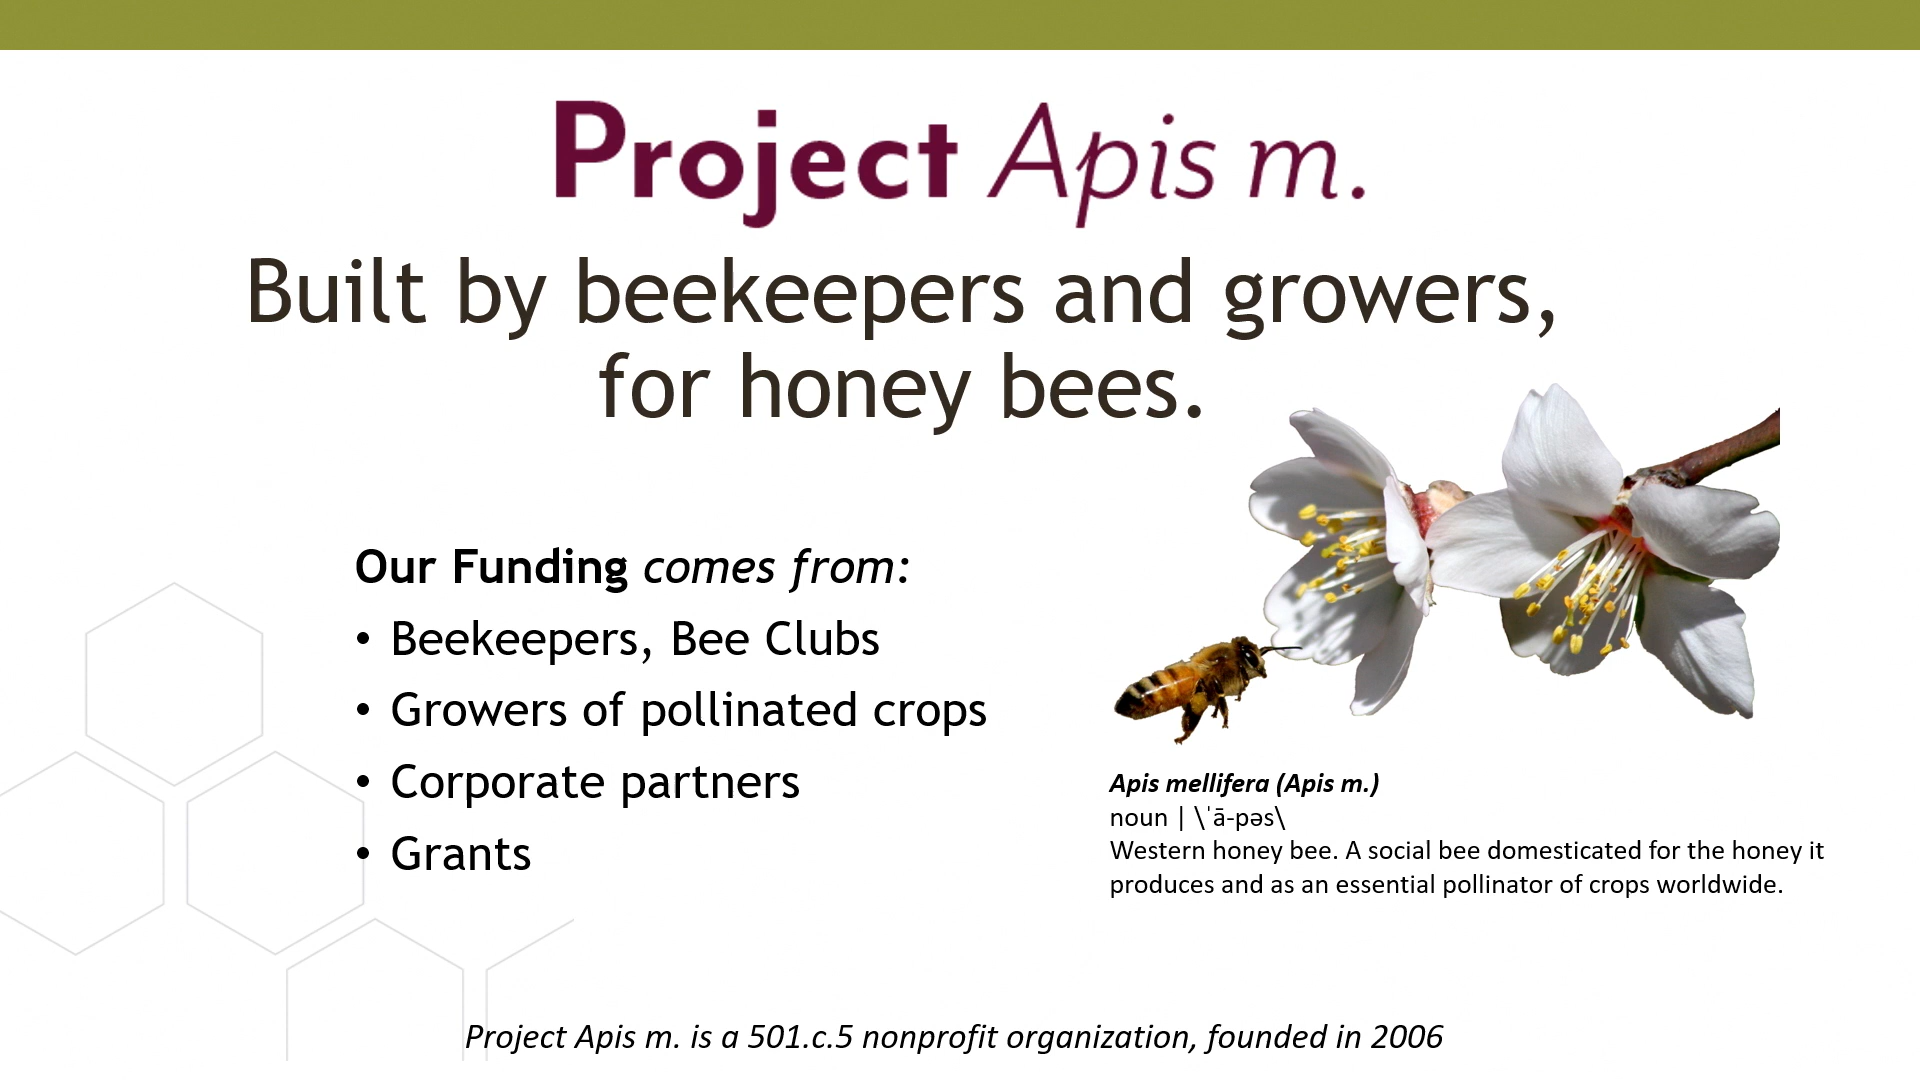 Project Apis m.
Built by beekeepers and growers,
for honey bees.
Our Funding comes from:
• Beekeepers, Bee Clubs
• Growers of pollinated crops
• Corporate partners
• Grants
Apis mellifera (Apis m.)
noun | \ˈā-pəs\
Western honey bee. A social bee domesticated for the honey it
produces and as an essential pollinator of crops worldwide.
Project Apis m. is a 501.c.5 nonprofit organization, founded in 2006